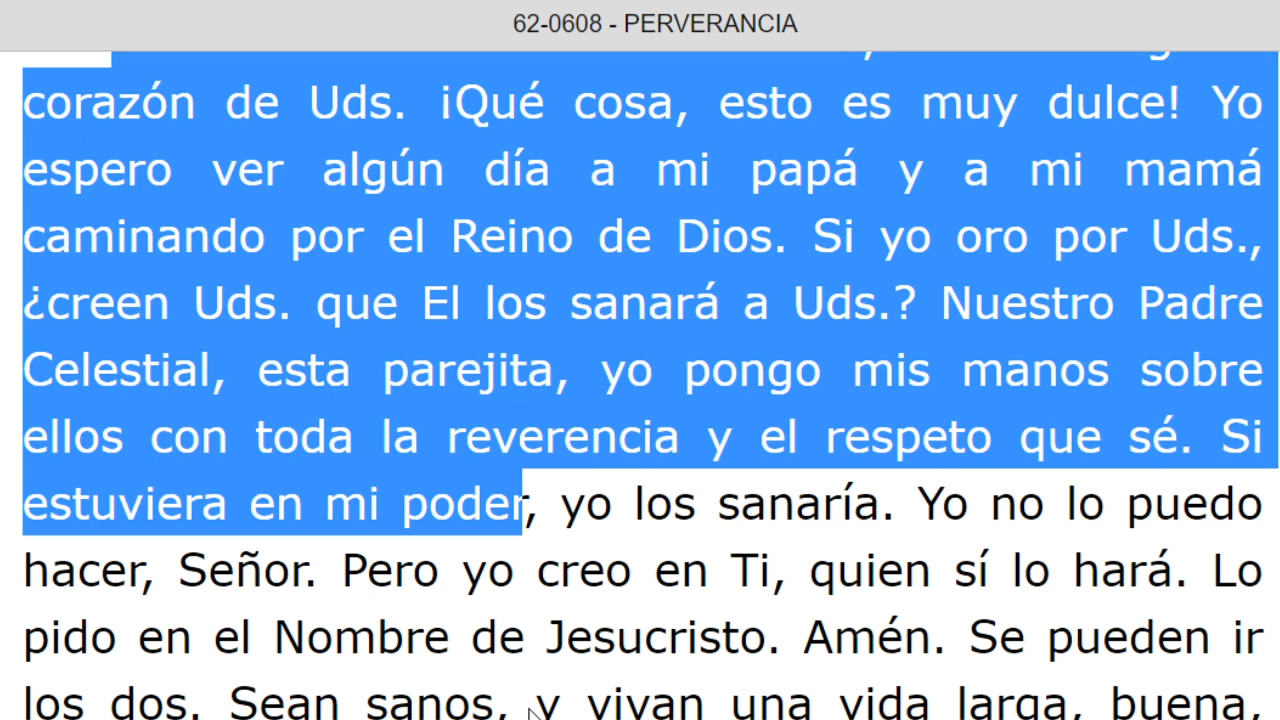 62-0608 - PERVERANCIA
corazón de Uds. ¡Qué cosa, esto es muy dulce! Yo
espero ver algún día a mi papá y a mi mamá
caminando por el Reino de Dios. Si yo oro por Uds.,
¿creen Uds. que El los sanará a Uds.? Nuestro Padre
Celestial, esta parejita, yo pongo mis manos sobre
ellos con toda la reverencia y el respeto que sé. Si
estuviera en mi poder, yo los sanaría. Yo no lo puedo
hacer, Señor. Pero yo creo en Ti, quien sí lo hará. Lo
pido en el Nombre de Jesucristo. Amén. Se pueden ir
los dos. Sean sanos, y vivan una vida larga, buena,